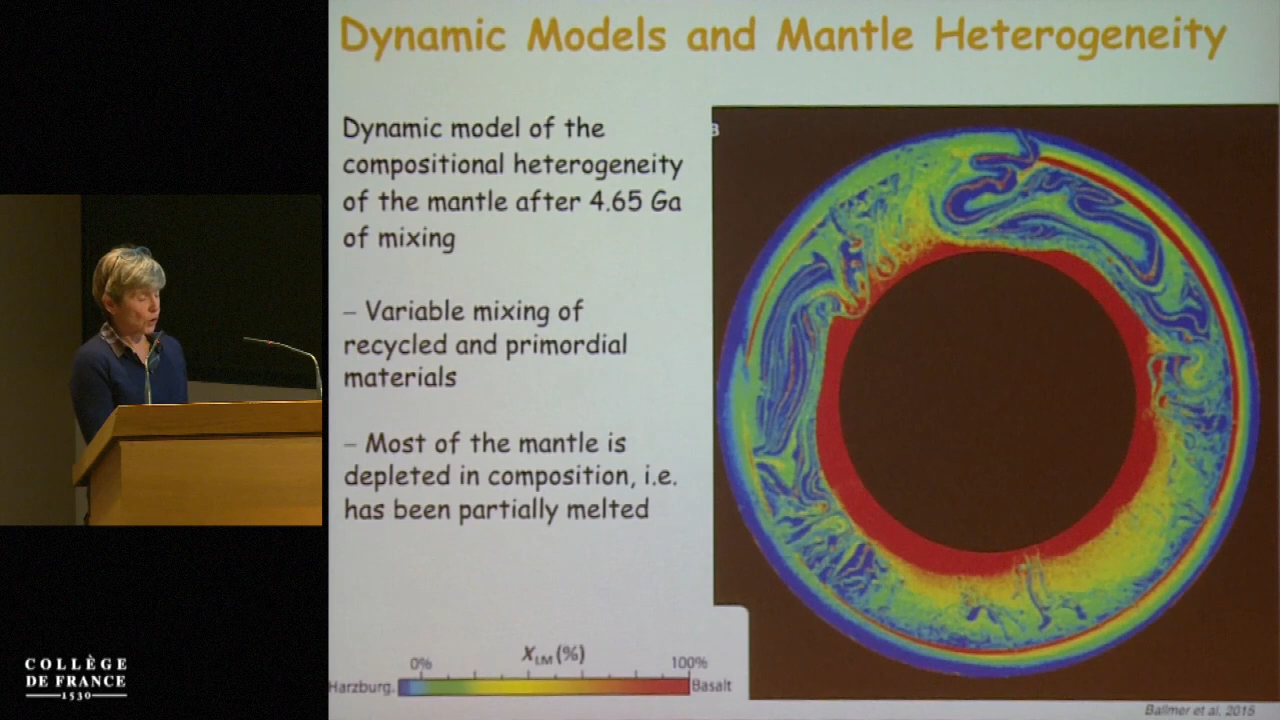 Dynamic Models and Mantle Heterogeneity
Dynamic model of the
compositional heterogeneity
of the mantle after 4.65 Ga
of mixing
– Variable mixing of
recycled and primordial
materials
– Most of the mantle is
depleted in composition, i.e.
has been partially melted
B
0% X_LM (%) 100%
Harzburg. Basalt
Ballmer et al, 2015
COLLÈGE
DE FRANCE
1530